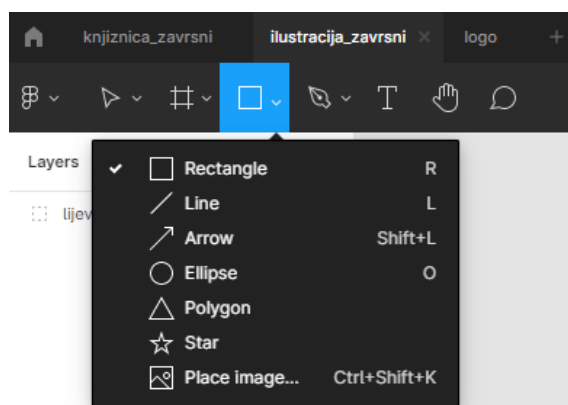 knjiznica_zavrsni ilustracija_zavrsni logo
T
Layers
Rectangle R
lijev
Line L
Arrow Shift+L
Ellipse O
Polygon
Star
Place image... Ctrl+Shift+K